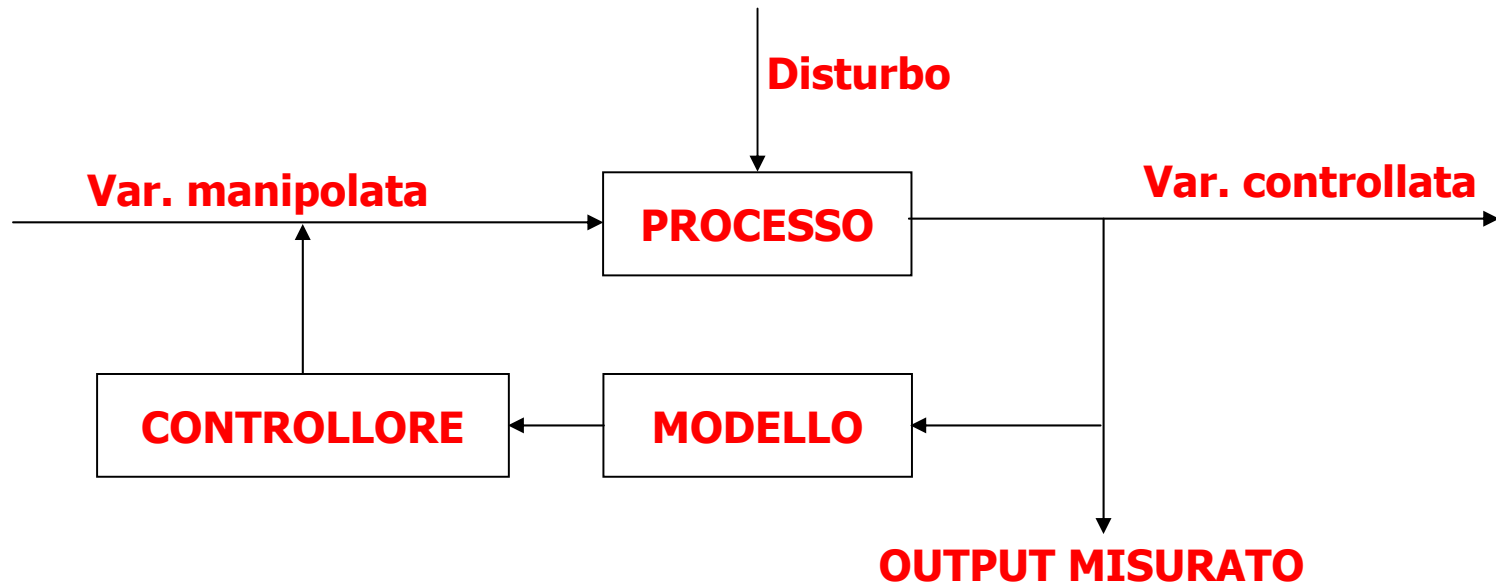 Disturbo
Var. manipolata
Var. controllata
PROCESSO
CONTROLLORE
MODELLO
OUTPUT MISURATO